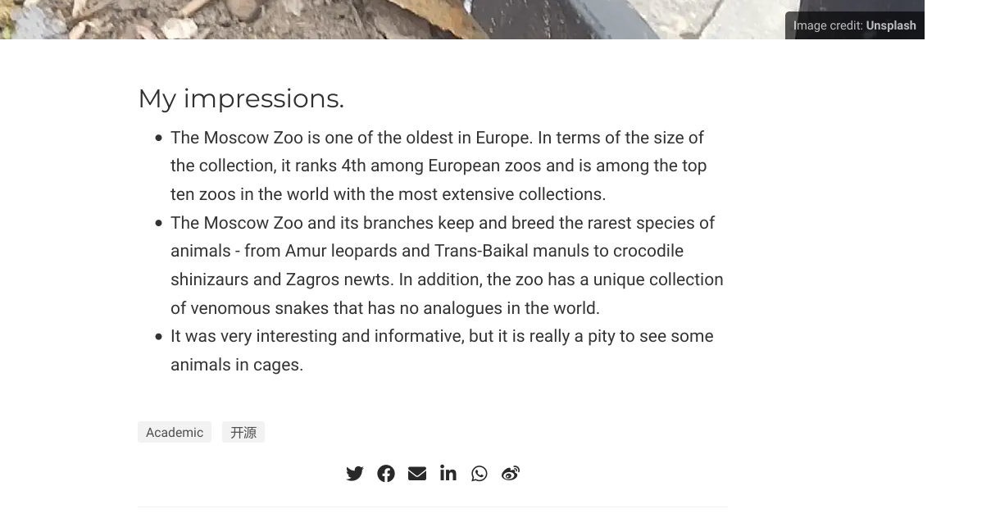 Image credit: Unsplash
My impressions.
The Moscow Zoo is one of the oldest in Europe. In terms of the size of
the collection, it ranks 4th among European zoos and is among the top
ten zoos in the world with the most extensive collections.
The Moscow Zoo and its branches keep and breed the rarest species of
animals - from Amur leopards and Trans-Baikal manuls to crocodile
shinizaurs and Zagros newts. In addition, the zoo has a unique collection
of venomous snakes that has no analogues in the world.
It was very interesting and informative, but it is really a pity to see some
animals in cages.
Academic 开源